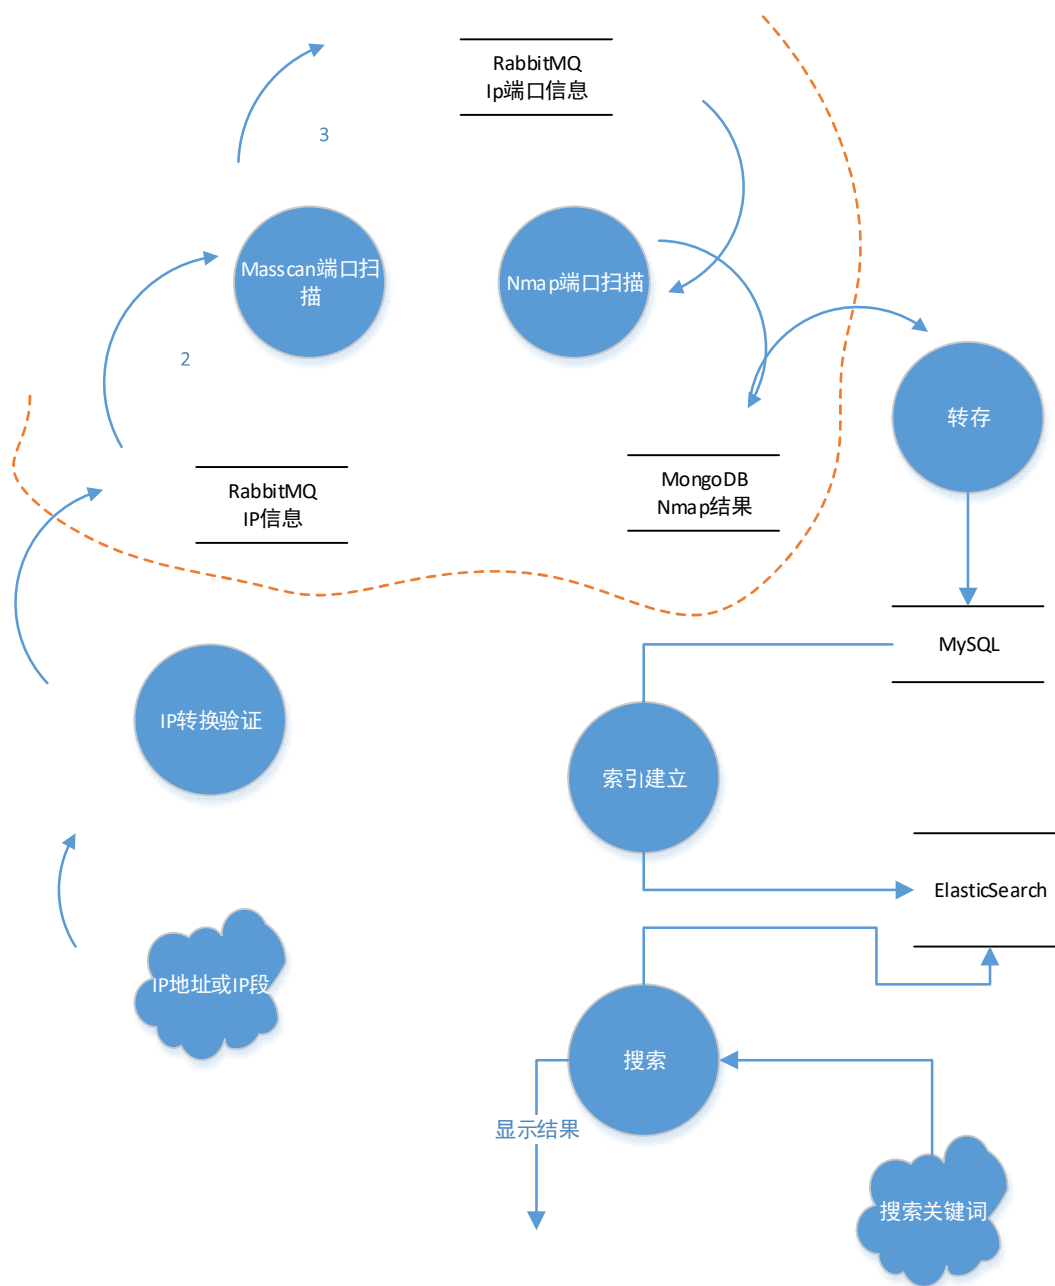 RabbitMQ
Ip端口信息
3
Masscan端口扫
描
Nmap端口扫描
2
转存
RabbitMQ
IP信息
MongoDB
Nmap结果
MySQL
IP转换验证
索引建立
ElasticSearch
IP地址或IP段
搜索
显示结果
搜索关键词